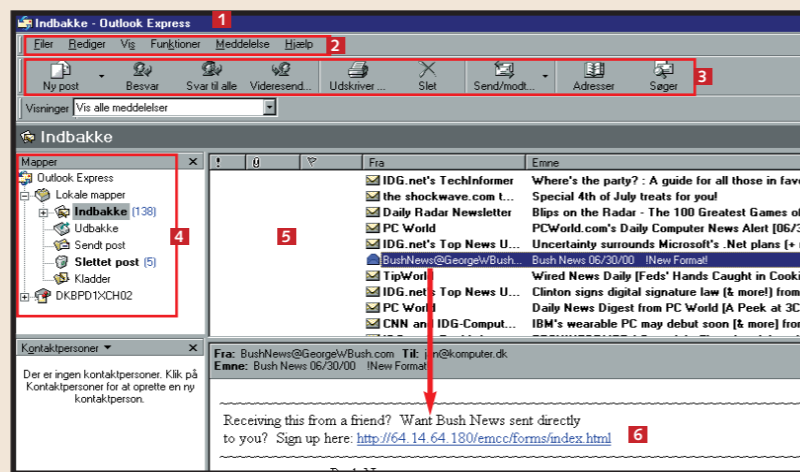 Indbakke - Outlook Express 1
Filer Rediger Vis Funktioner Meddelelse Hjælp 2
Ny post Besvar Svar til alle Videresend... Udskriver ... Slet Send/modt... Adresser Søger 3
Visninger Vis alle meddelelser
Indbakke
Mapper
Outlook Express
Lokale mapper
Indbakke (138)
Udbakke
Sendt post
Slettet post (5)
Kladder
DKBPD1XCH02
4
! Fra Emne
5
IDG.net's TechInformer Where's the party? : A guide for all those in
the shockwave.com t... Special 4th of July treats for you!
Daily Radar Newsletter Blips on the Radar - The 100 Greatest Games
PC World PCWorld.com's Daily Computer News Alert
IDG.net's Top News U... Uncertainty surrounds Microsoft's .Net plans (+
BushNews@GeorgeWBush... Bush News 06/30/00 !New Format!
TipWorld Wired News Daily [Feds' Hands Caught in
IDG.net's Top News U... Clinton signs digital signature law (& more!) from
PC World Daily News Digest from PC World [A Peek at
CNN and IDG-Comput... IBM's wearable PC may debut soon [& more]
Kontaktpersoner
Der er ingen kontaktpersoner. Klik på
Kontaktpersoner for at oprette en ny
kontaktperson.
Fra: BushNews@GeorgeWBush.com Til:
Emne: Bush News 06/30/00 !New Format!
Receiving this from a friend? Want Bush News sent directly
to you? Sign up here: http://64.14.64.180/emcc/forms/index.html 6